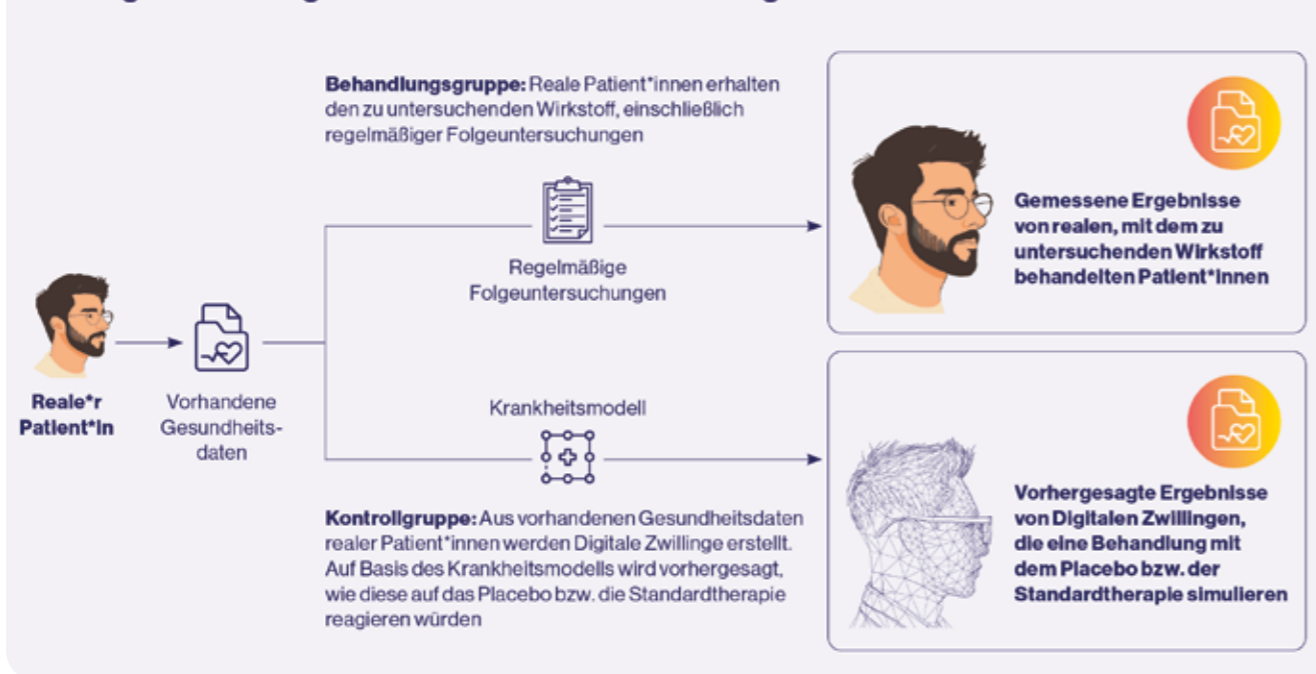 Behandlungsgruppe: Reale Patient*innen erhalten
den zu untersuchenden Wirkstoff, einschließlich
regelmäßiger Folgeuntersuchungen
Gemessene Ergebnisse
von realen, mit dem zu
untersuchenden Wirkstoff
behandelten Patient*innen
Regelmäßige
Folgeuntersuchungen
Reale*r
Patient*in
Vorhandene
Gesundheits-
daten
Krankheitsmodell
Kontrollgruppe: Aus vorhandenen Gesundheitsdaten
realer Patient*innen werden Digitale Zwillinge erstellt.
Auf Basis des Krankheitsmodells wird vorhergesagt,
wie diese auf das Placebo bzw. die Standardtherapie
reagieren würden
Vorhergesagte Ergebnisse
von Digitalen Zwillingen,
die eine Behandlung mit
dem Placebo bzw. der
Standardtherapie simulieren